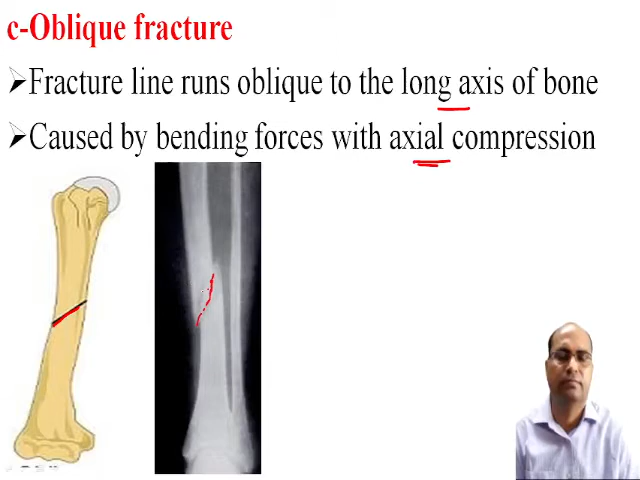 c-Oblique fracture
➢Fracture line runs oblique to the long axis of bone
➢Caused by bending forces with axial compression